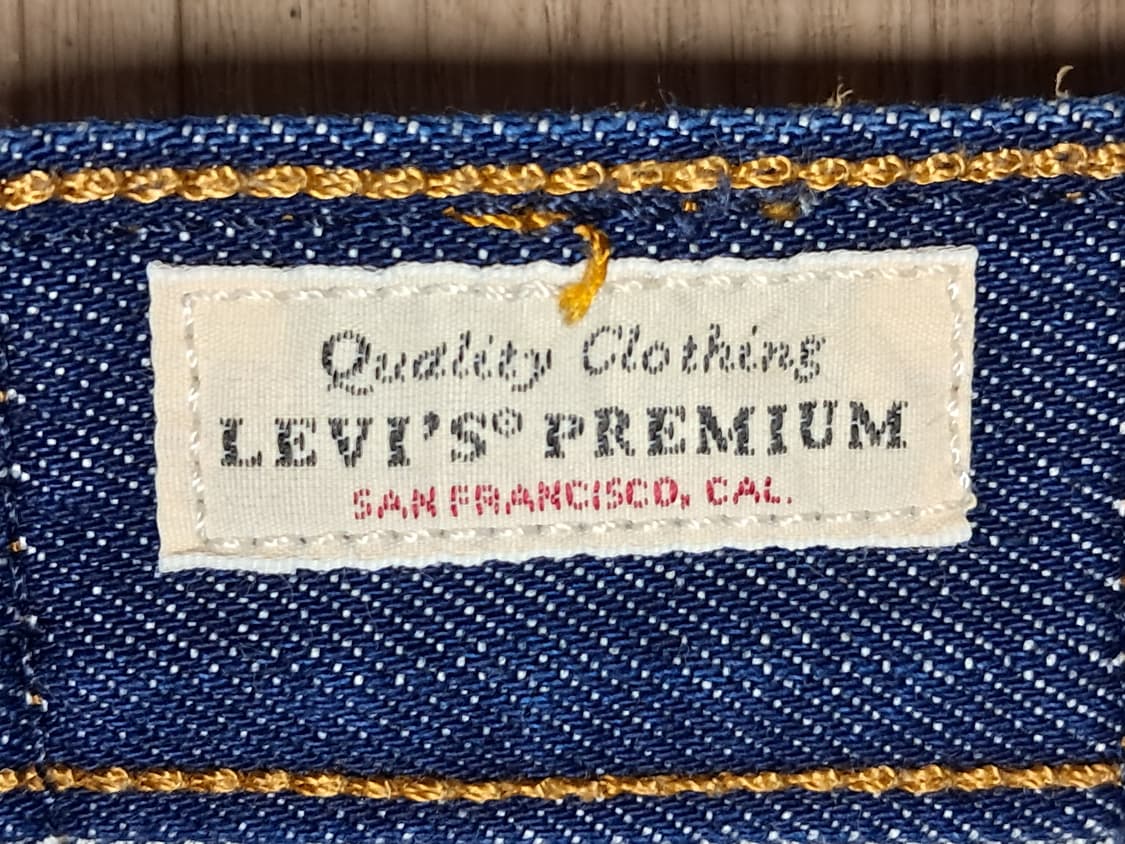 Quality Clothing
LEVI'S® PREMIUM
SAN FRANCISCO, CAL.